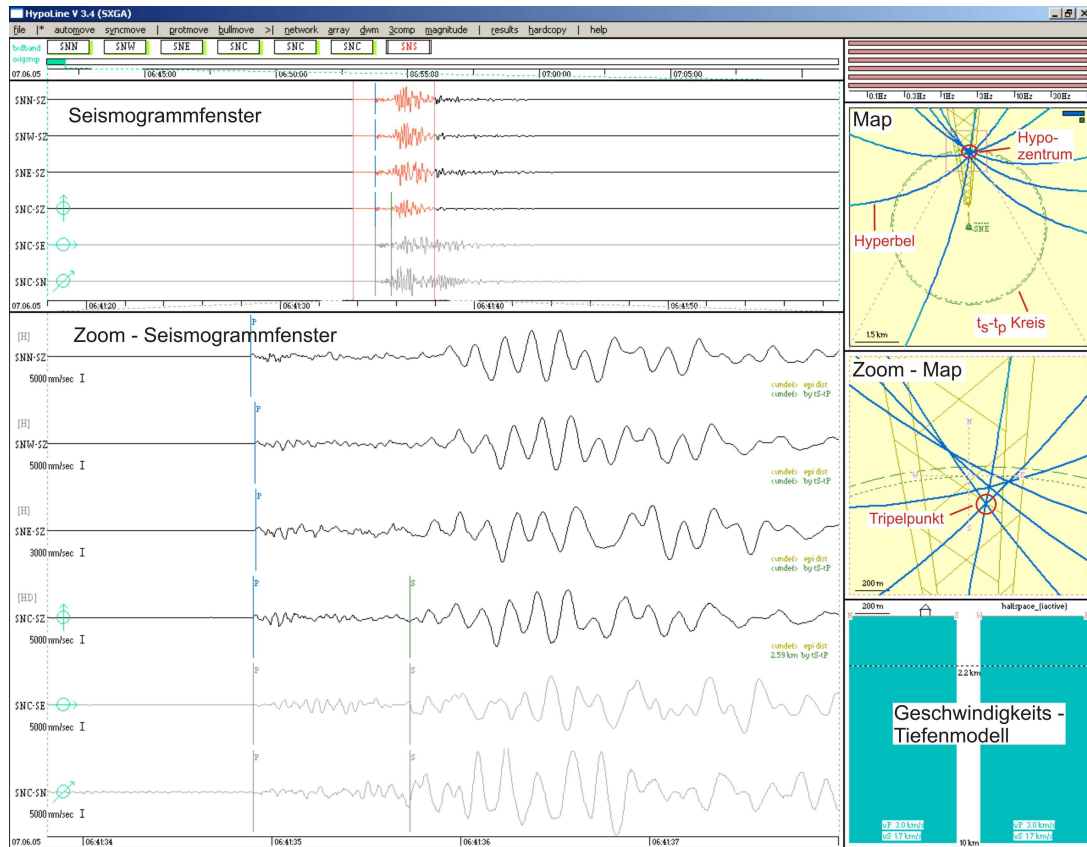 HypoLine V 3.4 (SXGA)
file |* automove syncmove | protmove bullmove >| network array dwm 3comp magnitude | results hardcopy | help
brdband SNN SNW SNE SNC SNC SNC SNS
orig.smp
07.06.05 06:45:00 06:50:00 06:55:00 07:00:00 07:05:00
Seismogrammfenster
SNN-SZ
SNW-SZ
SNE-SZ
SNC-SZ
SNC-SE
SNC-SN
07.06.05 06:41:20 06:41:30 06:41:40 06:41:50
Zoom - Seismogrammfenster
[H] P
SNN-SZ
5000 mm/sec I
<undef> epi dist
<undef> by tS-tP
[H] P
SNW-SZ
5000 mm/sec I
<undef> epi dist
<undef> by tS-tP
[H] P
SNE-SZ
3000 mm/sec I
<undef> epi dist
<undef> by tS-tP
[HD] P S
SNC-SZ
5000 mm/sec I
<undef> epi dist
2.59 km by tS-tP
P S
SNC-SE
5000 mm/sec I
P S
SNC-SN
5000 mm/sec I
07.06.05 06:41:34 06:41:35 06:41:36 06:41:37
0.1Hz 0.3Hz 1Hz 3Hz 10Hz 30Hz
Map
Hypo-
zentrum
SNE
Hyperbel
tS-tP Kreis
1.5 km
Zoom - Map
N
W E
S
Tripelpunkt
200 m
200 m halfspace_(iactive)
N S W E
2.2 km
Geschwindigkeits -
Tiefenmodell
vP 3.0 km/s vP 3.0 km/s
vS 1.7 km/s vS 1.7 km/s
10 km